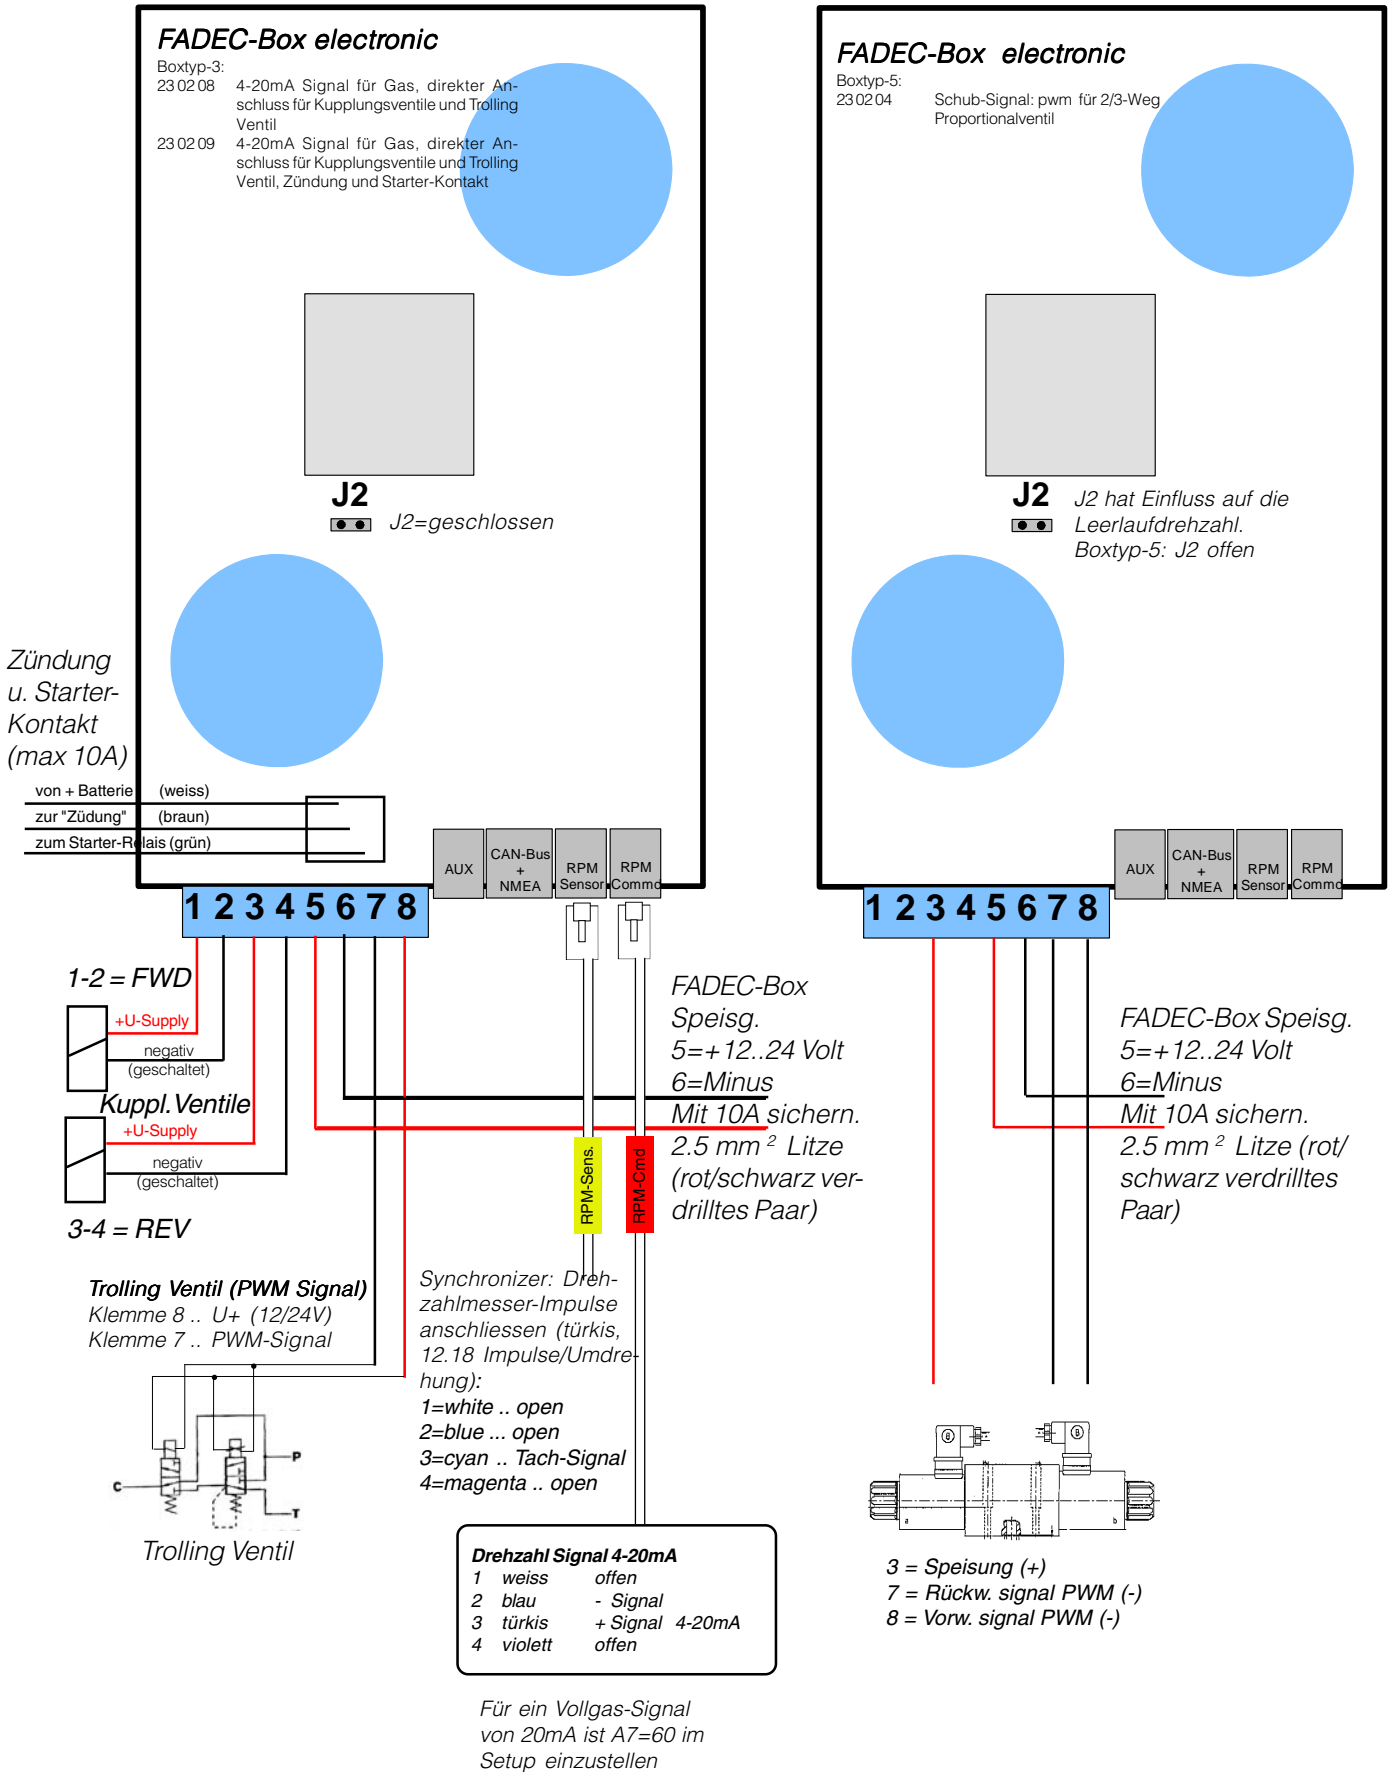 FADEC-Box electronic
Boxtyp-3:
23 02 08 4-20mA Signal für Gas, direkter An-
schluss für Kupplungsventile und Trolling
Ventil
23 02 09 4-20mA Signal für Gas, direkter An-
schluss für Kupplungsventile und Trolling
Ventil, Zündung und Starter-Kontakt
J2
J2=geschlossen
Zündung
u. Starter-
Kontakt
(max 10A)
von + Batterie (weiss)
zur "Züdung" (braun)
zum Starter-Relais (grün)
AUX
CAN-Bus
+
NMEA
RPM
Sensor
RPM
Commd
1 2 3 4 5 6 7 8
1-2 = FWD
+U-Supply
negativ
(geschaltet)
Kuppl.Ventile
+U-Supply
negativ
(geschaltet)
3-4 = REV
FADEC-Box
Speisg.
5=+12..24 Volt
6=Minus
Mit 10A sichern.
2.5 mm ² Litze
(rot/schwarz ver-
drilltes Paar)
RPM-Sens.
RPM-Cmd
Trolling Ventil (PWM Signal)
Klemme 8 .. U+ (12/24V)
Klemme 7 .. PWM-Signal
C
P
T
Trolling Ventil
Synchronizer: Dreh-
zahlmesser-Impulse
anschliessen (türkis,
12.18 Impulse/Umdre-
hung):
1=white .. open
2=blue ... open
3=cyan .. Tach-Signal
4=magenta .. open
Drehzahl Signal 4-20mA
1 weiss offen
2 blau - Signal
3 türkis + Signal 4-20mA
4 violett offen
Für ein Vollgas-Signal
von 20mA ist A7=60 im
Setup einzustellen
FADEC-Box electronic
Boxtyp-5:
23 02 04 Schub-Signal: pwm für 2/3-Weg
Proportionalventil
J2
J2 hat Einfluss auf die
Leerlaufdrehzahl.
Boxtyp-5: J2 offen
AUX
CAN-Bus
+
NMEA
RPM
Sensor
RPM
Commd
1 2 3 4 5 6 7 8
FADEC-Box Speisg.
5=+12..24 Volt
6=Minus
Mit 10A sichern.
2.5 mm ² Litze (rot/
schwarz verdrilltes
Paar)
a
b
3 = Speisung (+)
7 = Rückw. signal PWM (-)
8 = Vorw. signal PWM (-)